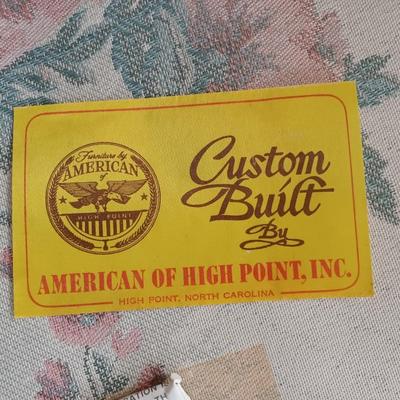 Furniture by
AMERICAN
of
HIGH POINT
Custom
Built
By
AMERICAN OF HIGH POINT, INC.
HIGH POINT, NORTH CAROLINA